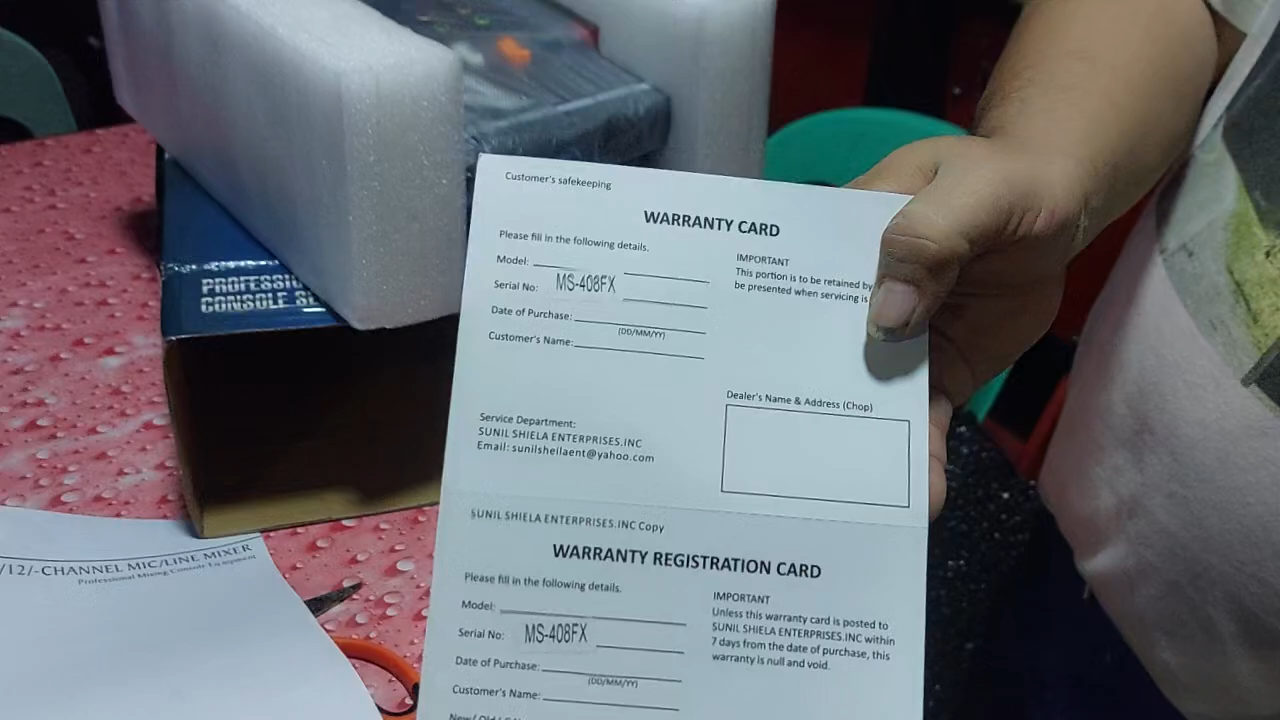 Customer's safekeeping
WARRANTY CARD
Please fill in the following details.
Model:
Serial No: MS-408FX
Date of Purchase:
(DD/MM/YY)
Customer's Name:
IMPORTANT
This portion is to be retained by
be presented when servicing is
Dealer's Name & Address (Chop)
Service Department:
SUNIL SHIELA ENTERPRISES.INC
Email: sunilsheilaent@yahoo.com
SUNIL SHIELA ENTERPRISES.INC Copy
WARRANTY REGISTRATION CARD
Please fill in the following details.
Model:
Serial No: MS-408FX
Date of Purchase:
(DD/MM/YY)
Customer's Name:
IMPORTANT
Unless this warranty card is posted to
SUNIL SHIELA ENTERPRISES.INC within
7 days from the date of purchase, this
warranty is null and void.
PROFESSIO
CONSOLE SE
/12/-CHANNEL MIC/LINE MIXER
Professional Mixing Console Equipment